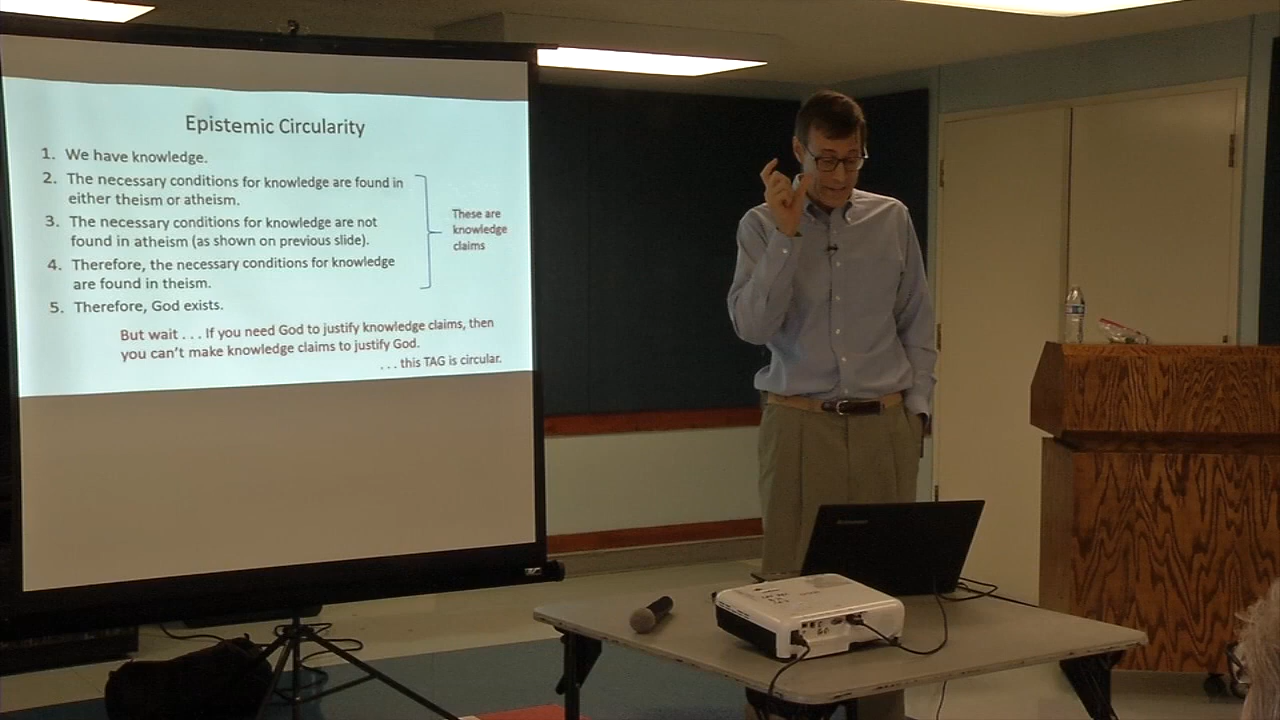 Epistemic Circularity
1. We have knowledge.
2. The necessary conditions for knowledge are found in
either theism or atheism.
3. The necessary conditions for knowledge are not
found in atheism (as shown on previous slide).
4. Therefore, the necessary conditions for knowledge
are found in theism.
5. Therefore, God exists.
These are
knowledge
claims
But wait . . . If you need God to justify knowledge claims, then
you can't make knowledge claims to justify God.
. . . this TAG is circular.